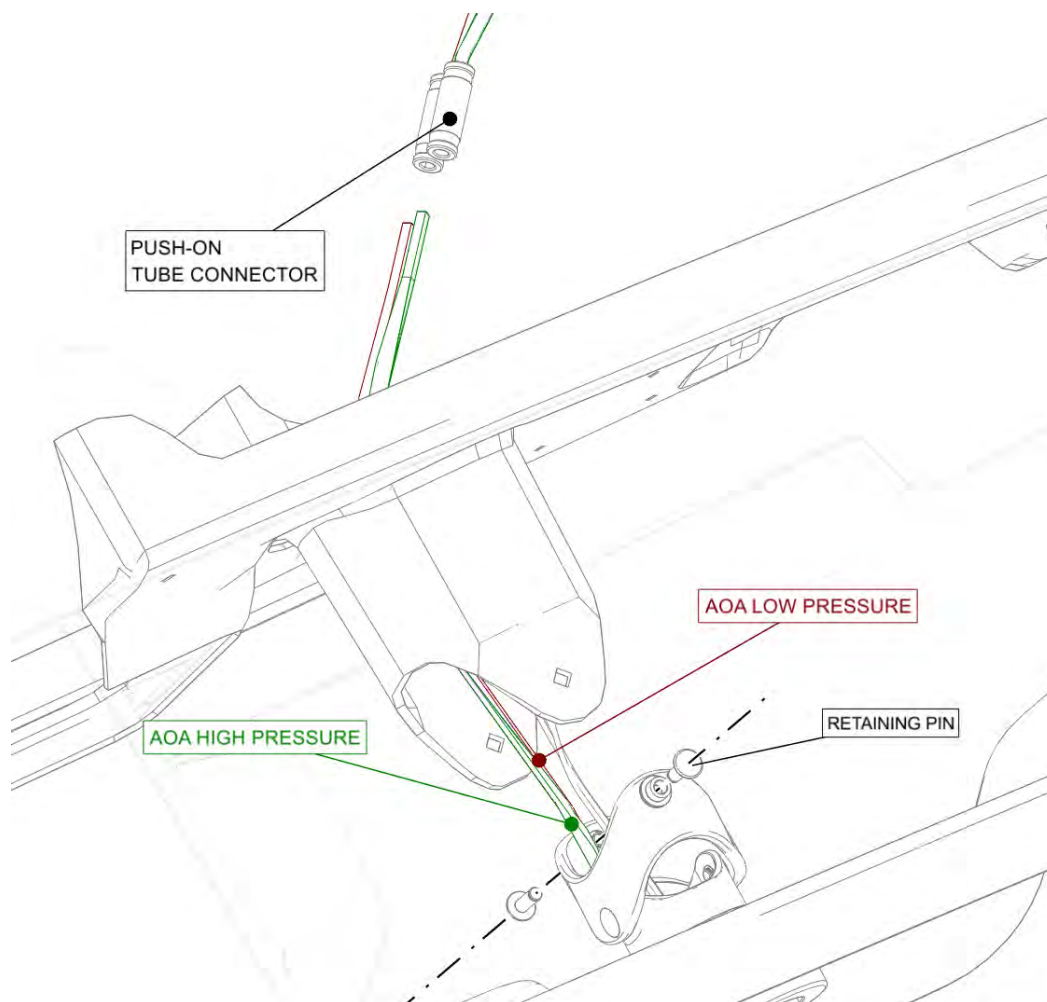 PUSH-ON
TUBE CONNECTOR
AOA LOW PRESSURE
RETAINING PIN
AOA HIGH PRESSURE